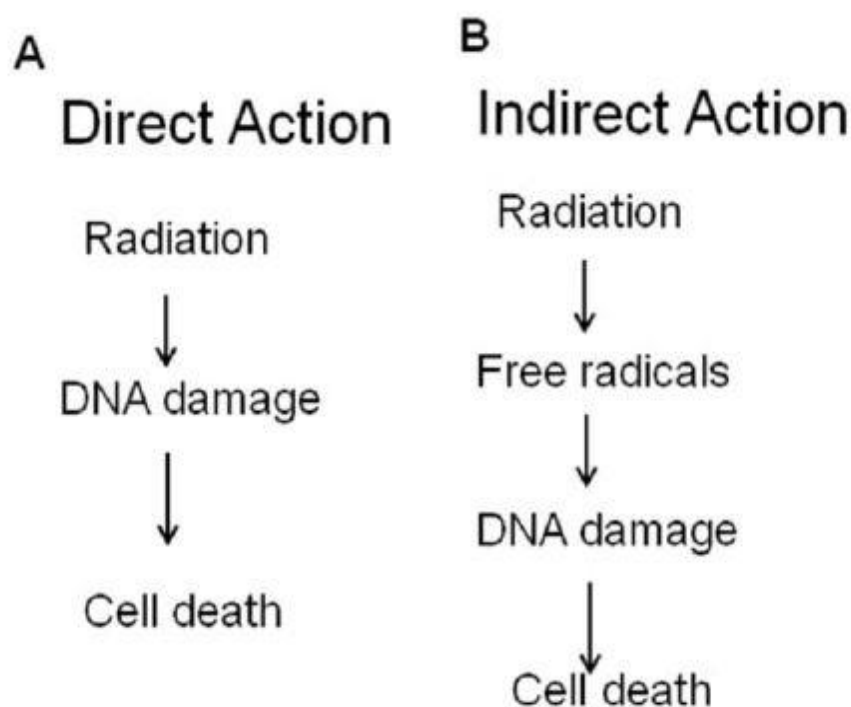 A
Direct Action
Radiation
DNA damage
Cell death
B
Indirect Action
Radiation
Free radicals
DNA damage
Cell death